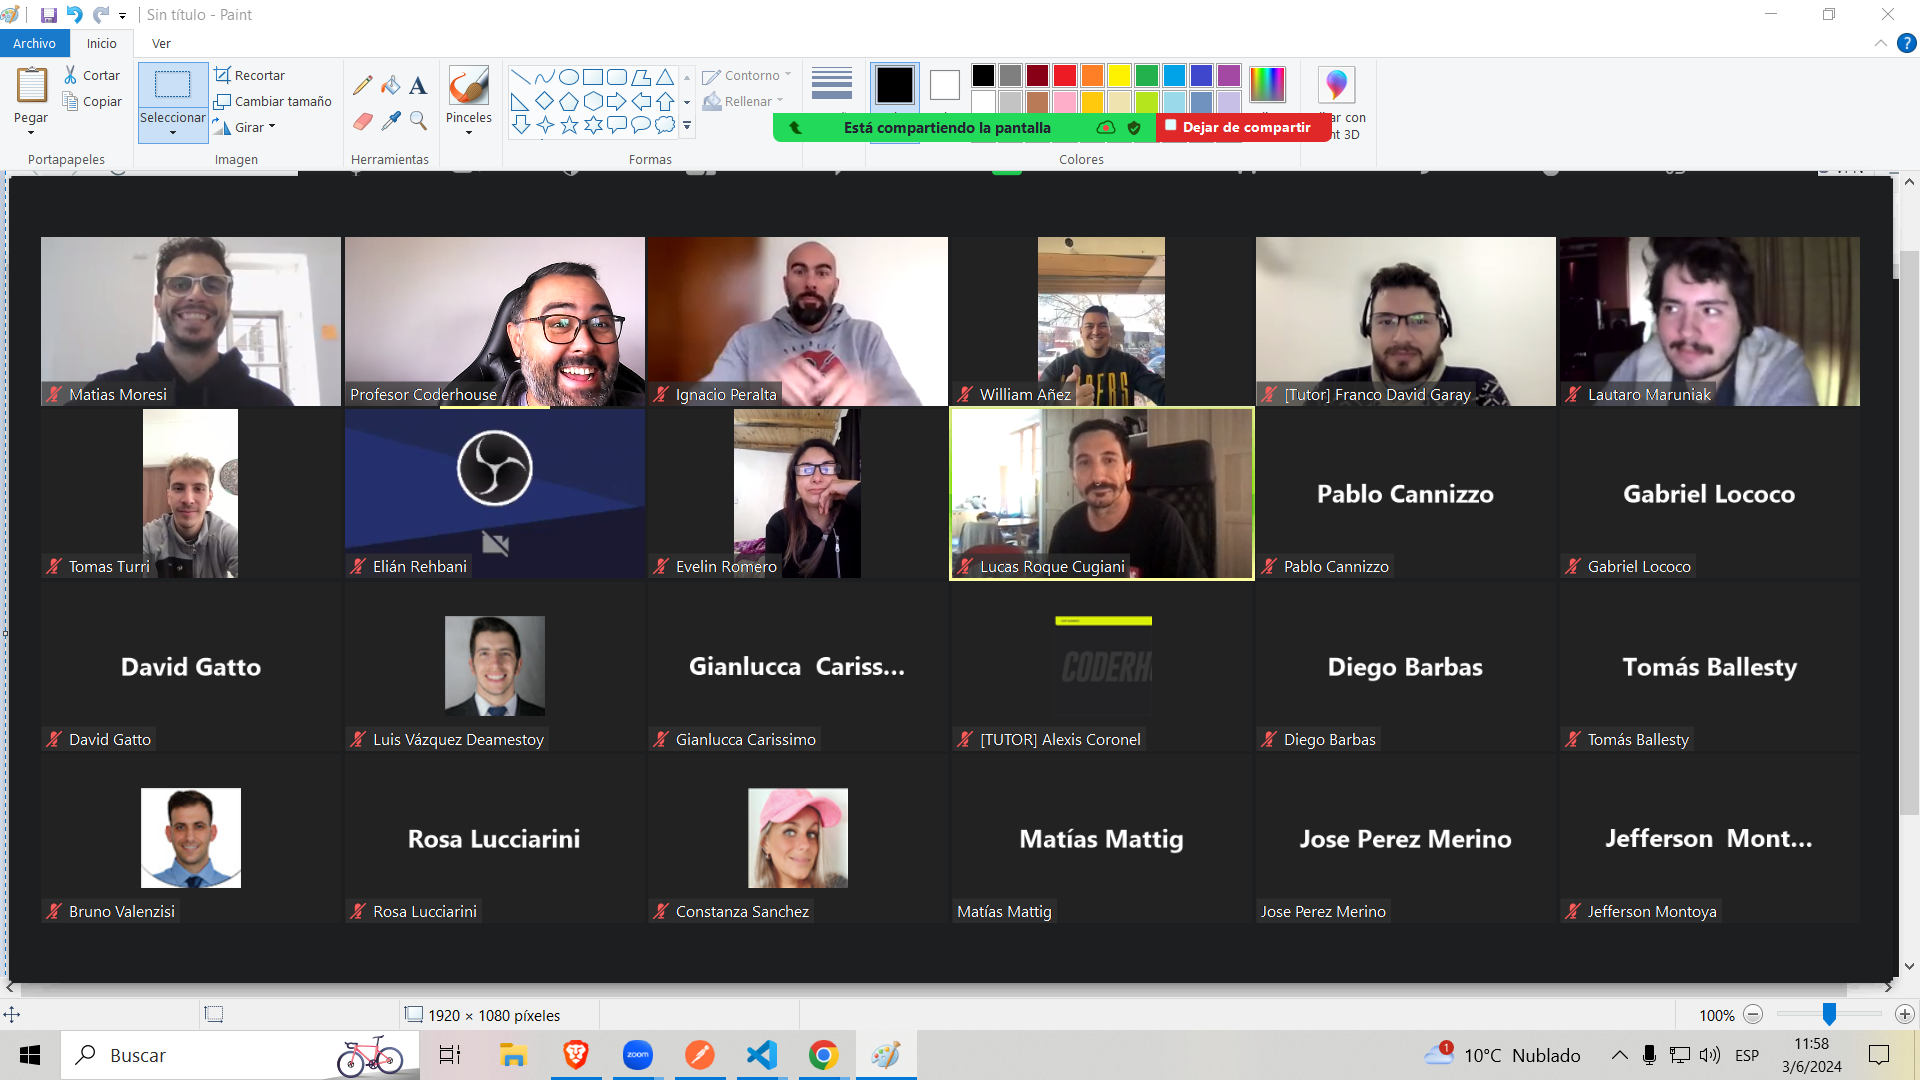 Sin título - Paint
Archivo
Inicio
Ver
Pegar
Cortar
Copiar
Portapapeles
Seleccionar
Recortar
Cambiar tamaño
Girar
Imagen
A
Herramientas
Pinceles
Formas
Contorno
Rellenar
Colores
Está compartiendo la pantalla
Dejar de compartir
Matias Moresi
Profesor Coderhouse
Ignacio Peralta
William Añez
[Tutor] Franco David Garay
Lautaro Maruniak
Tomas Turri
Elián Rehbani
Evelin Romero
Lucas Roque Cugiani
Pablo Cannizzo
Pablo Cannizzo
Gabriel Lococo
Gabriel Lococo
David Gatto
David Gatto
Luis Vázquez Deamestoy
Gianlucca Cariss...
Gianlucca Carissimo
CODERH
[TUTOR] Alexis Coronel
Diego Barbas
Diego Barbas
Tomás Ballesty
Tomás Ballesty
Bruno Valenzisi
Rosa Lucciarini
Rosa Lucciarini
Constanza Sanchez
Matías Mattig
Matías Mattig
Jose Perez Merino
Jose Perez Merino
Jefferson Mont...
Jefferson Montoya
1920 × 1080 píxeles
100%
Buscar
zoom
1
10°C Nublado
ESP
11:58
3/6/2024